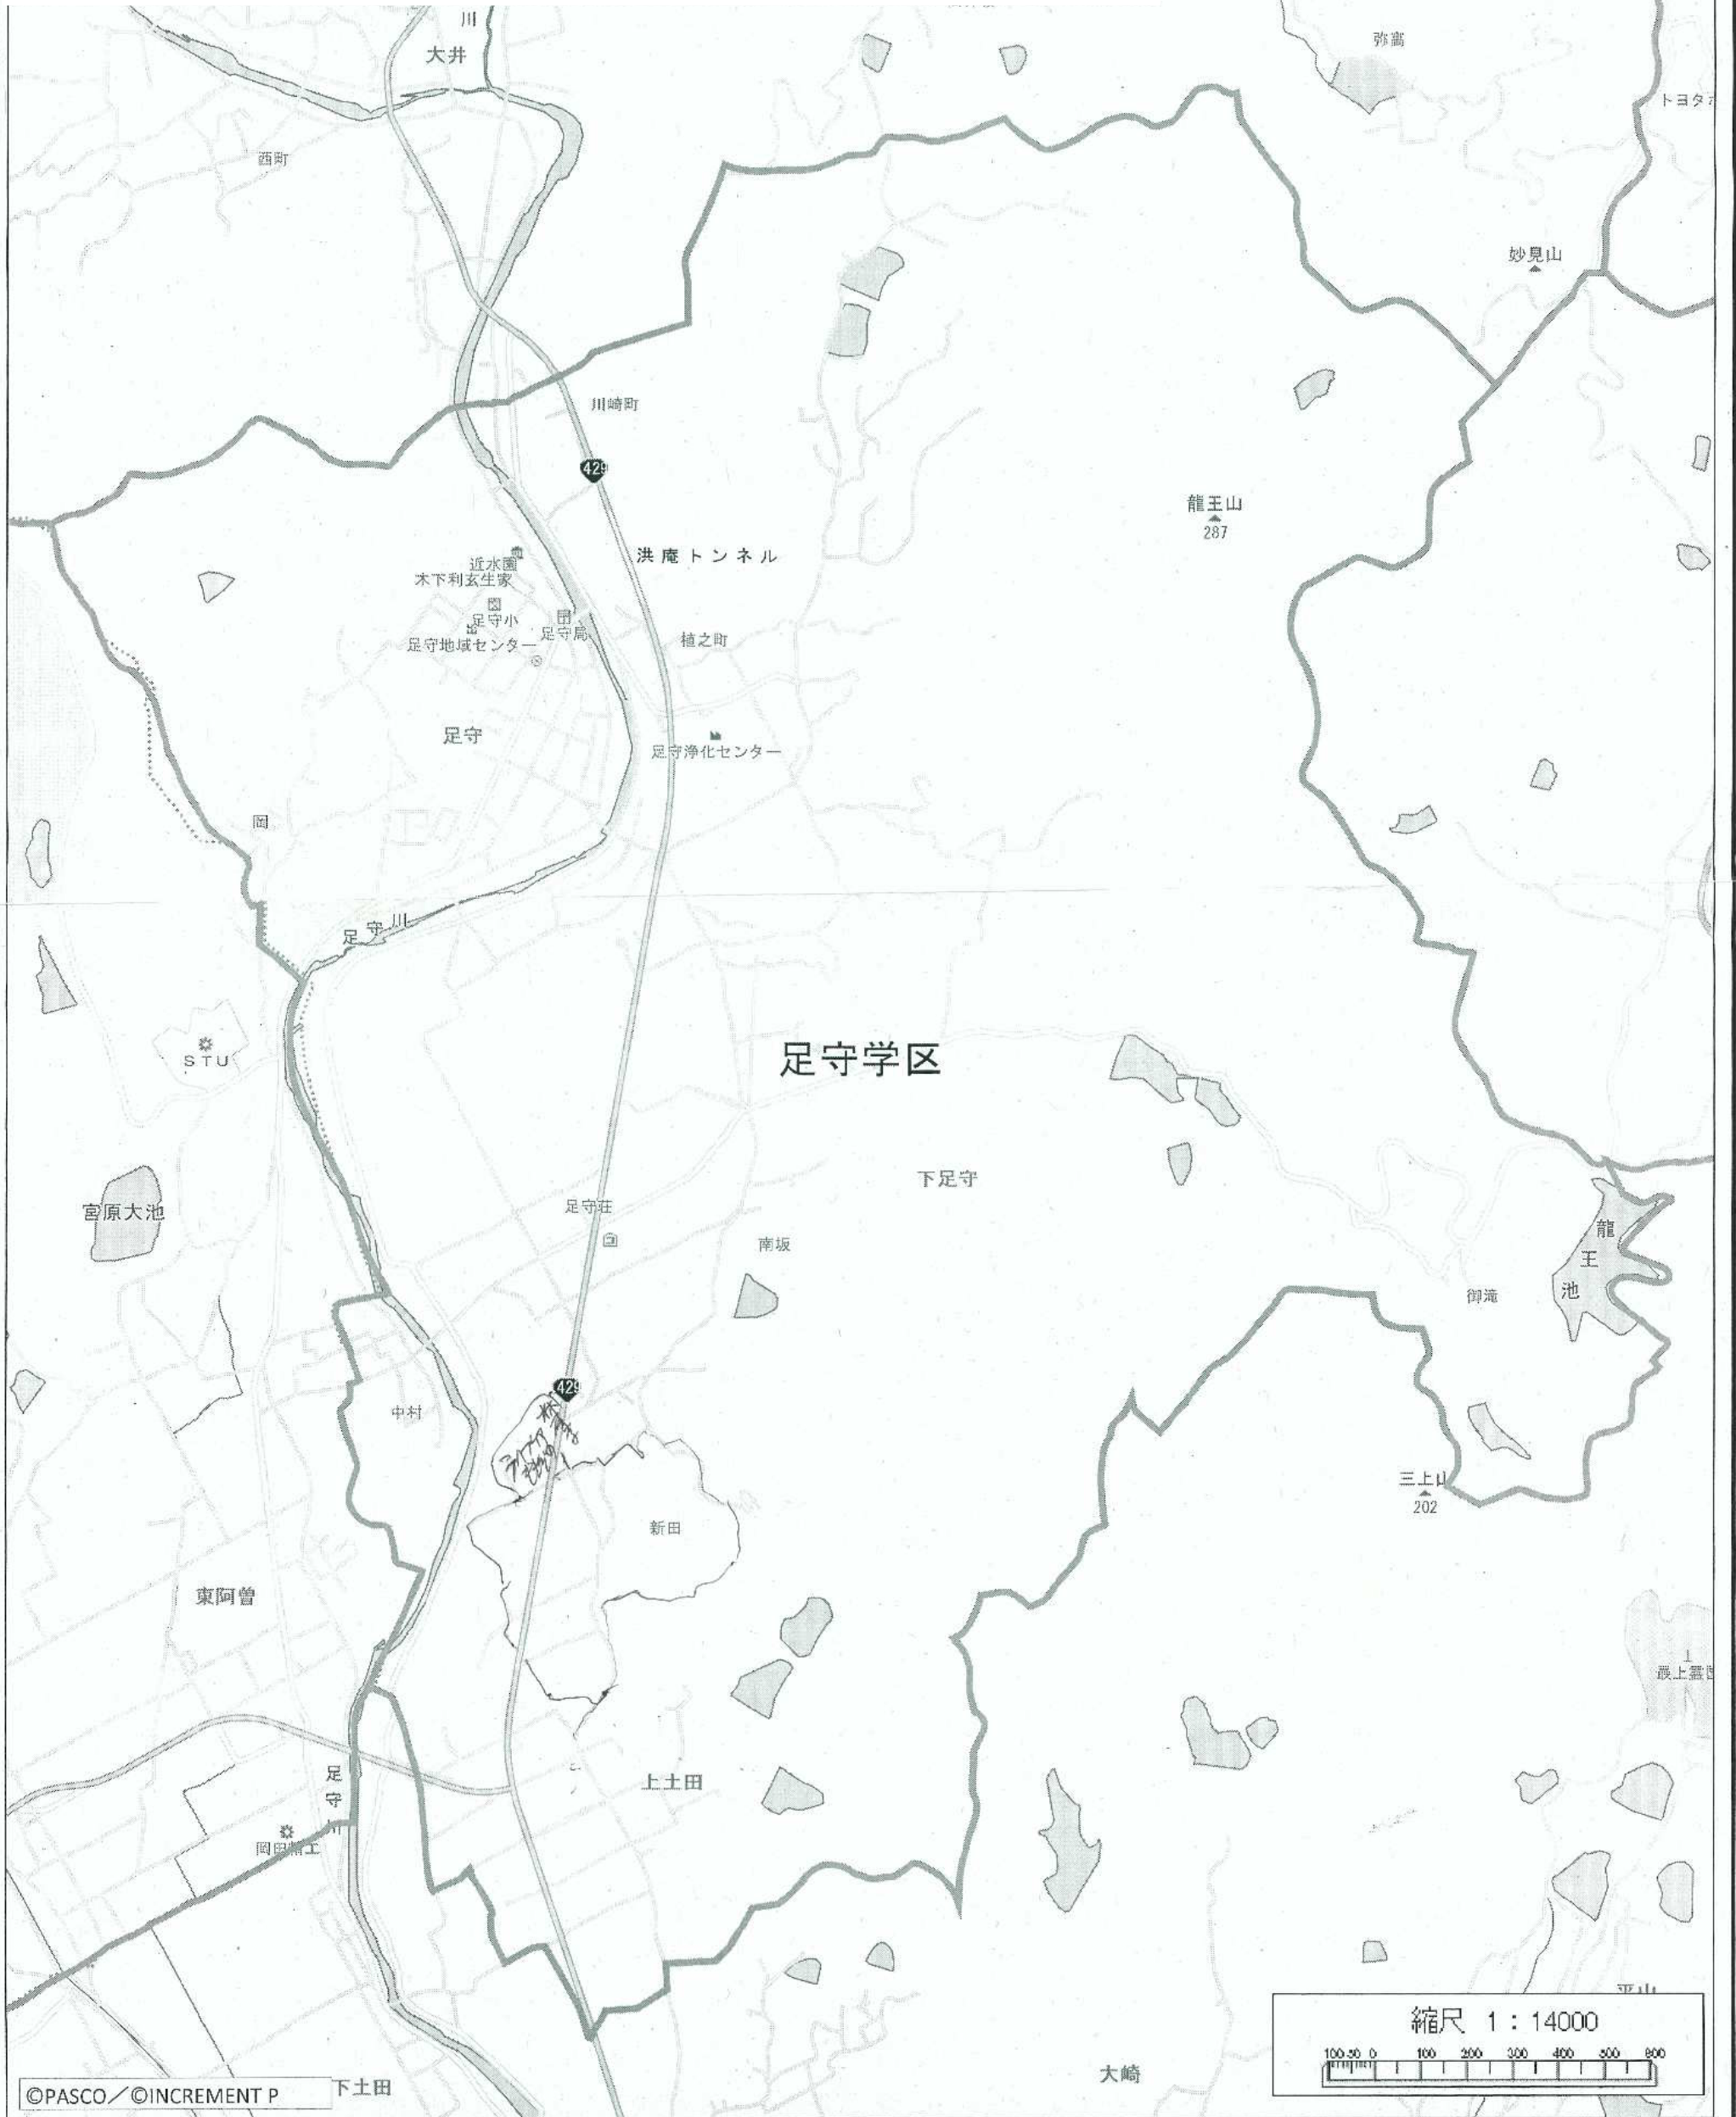 川
大井
弥高
トヨタ
西町
妙見山
川崎町
429
龍王山
287
洪庵トンネル
近水園
木下利玄生家
足守小
足守局
足守地域センター
植之町
足守
足守浄化センター
岡
足守川
STU
足守学区
下足守
宮原大池
足守荘
南坂
龍王池
御滝
429
中村
三上山
202
新田
東阿曽
最上霊
足守川
上土田
岡田精工
平山
縮尺 1:14000
100 50 0 100 200 300 400 500 600
大崎
下土田
©PASCO/©INCREMENT P